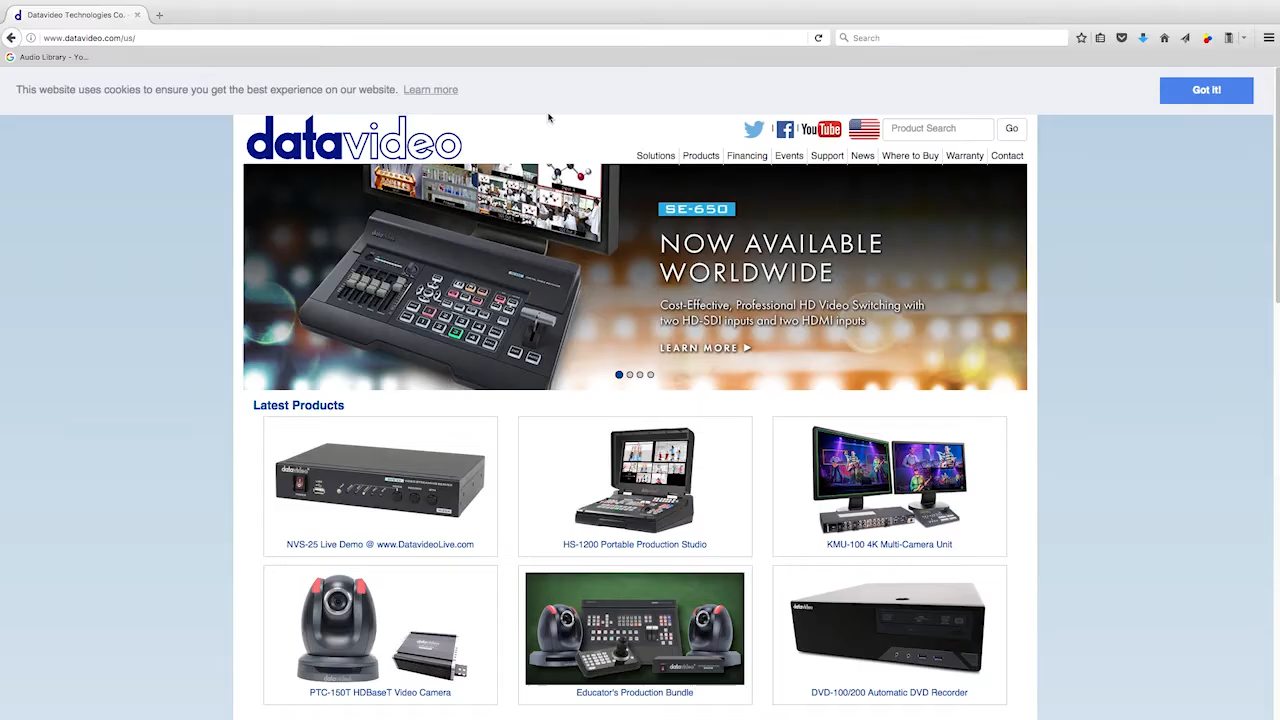 Datavideo Technologies Co.
www.datavideo.com/us/
Search
Audio Library - Yo...
This website uses cookies to ensure you get the best experience on our website. Learn more
Got It!
datavideo
You Tube
Product Search
Go
Solutions
Products
Financing
Events
Support
News
Where to Buy
Warranty
Contact
SE-650
NOW AVAILABLE
WORLDWIDE
Cost-Effective, Professional HD Video Switching with
two HD-SDI inputs and two HDMI inputs
LEARN MORE
Latest Products
datavideo
NVS-25 Live Demo @ www.DatavideoLive.com
HS-1200 Portable Production Studio
KMU-100 4K Multi-Camera Unit
PTC-150T HDBaseT Video Camera
datavideo
Educator's Production Bundle
datavideo
DVD-100/200 Automatic DVD Recorder